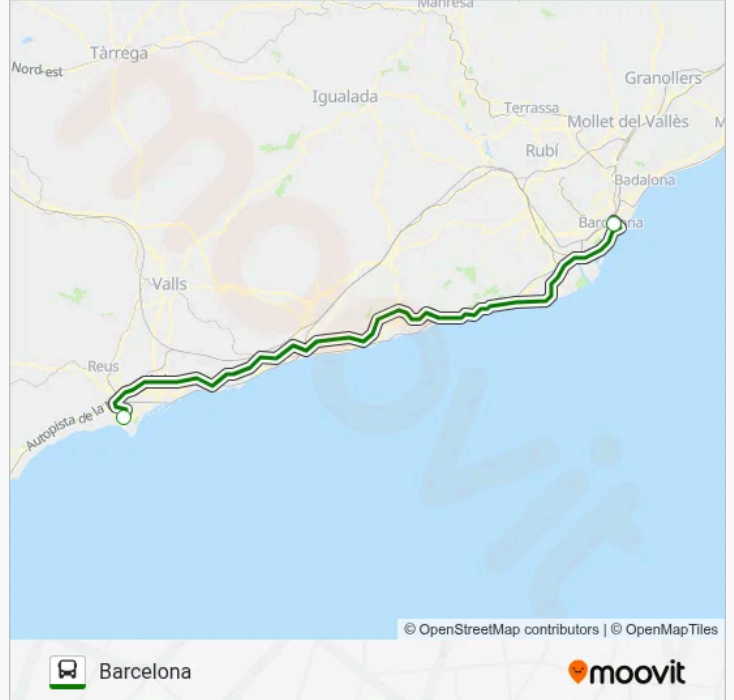 Manresa
Tàrrega
Nord-est
Igualada
Granollers
Terrassa
Mollet del Vallès
M
Rubí
Badalona
Barcelona
Valls
Reus
Autopista de la
moovit
© OpenStreetMap contributors | © OpenMapTiles
Barcelona
moovit